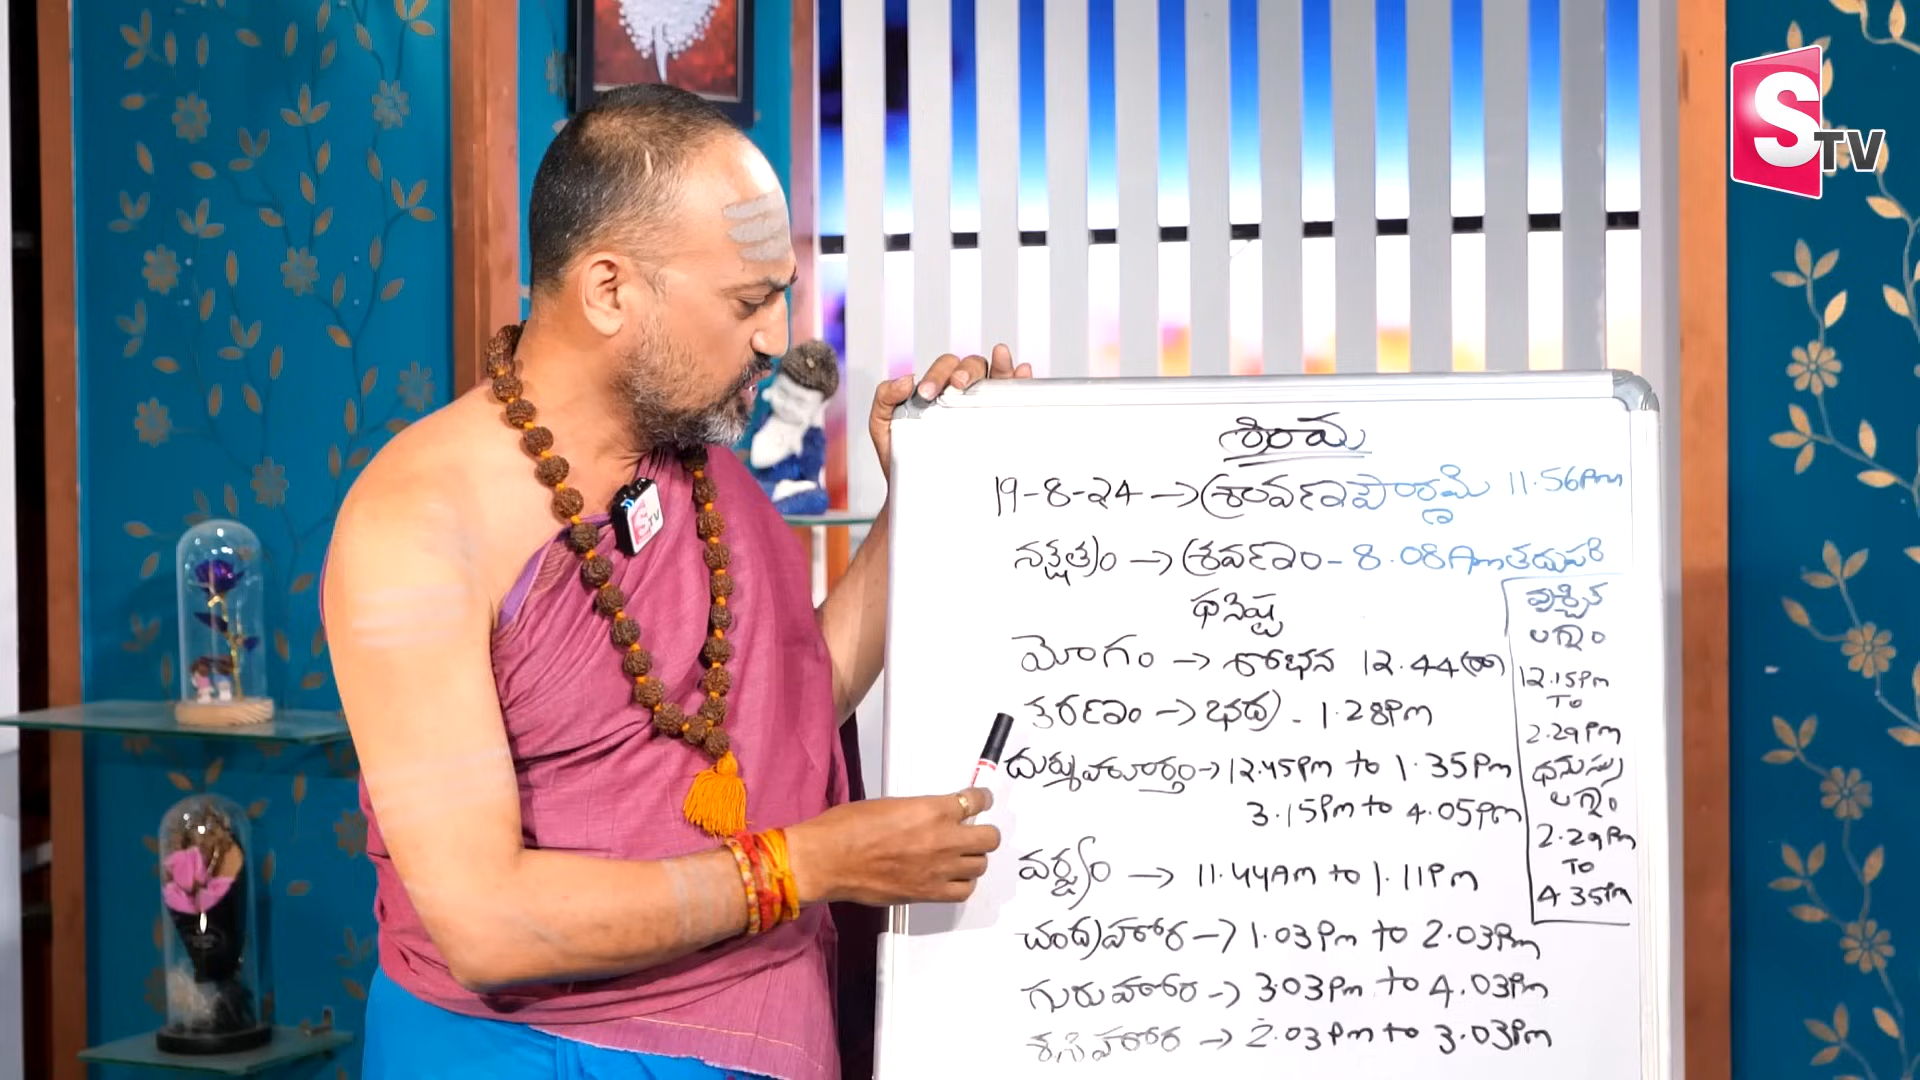 STV
STV
శ్రీరామ
19-8-24 → శ్రావణ పౌర్ణమి 11.56Pm
నక్షత్రం → శ్రవణం - 8.08Am తదుపరి
ధనిష్ఠ
యోగం → శోభన 12.44(రా)
కరణం → భద్ర - 1.28Pm
దుర్ముహూర్తం → 12.45Pm to 1.35Pm
3.15Pm to 4.05Pm
వర్జ్యం → 11.44Am to 1.11Pm
చంద్రహోర → 1.03Pm to 2.03Pm
గురుహోర → 3.03Pm to 4.03Pm
శనిహోర → 2.03Pm to 3.03Pm
వృశ్చిక
లగ్నం
12.15Pm
To
2.29Pm
ధనుస్సు
లగ్నం
2.29Pm
To
4.35Pm